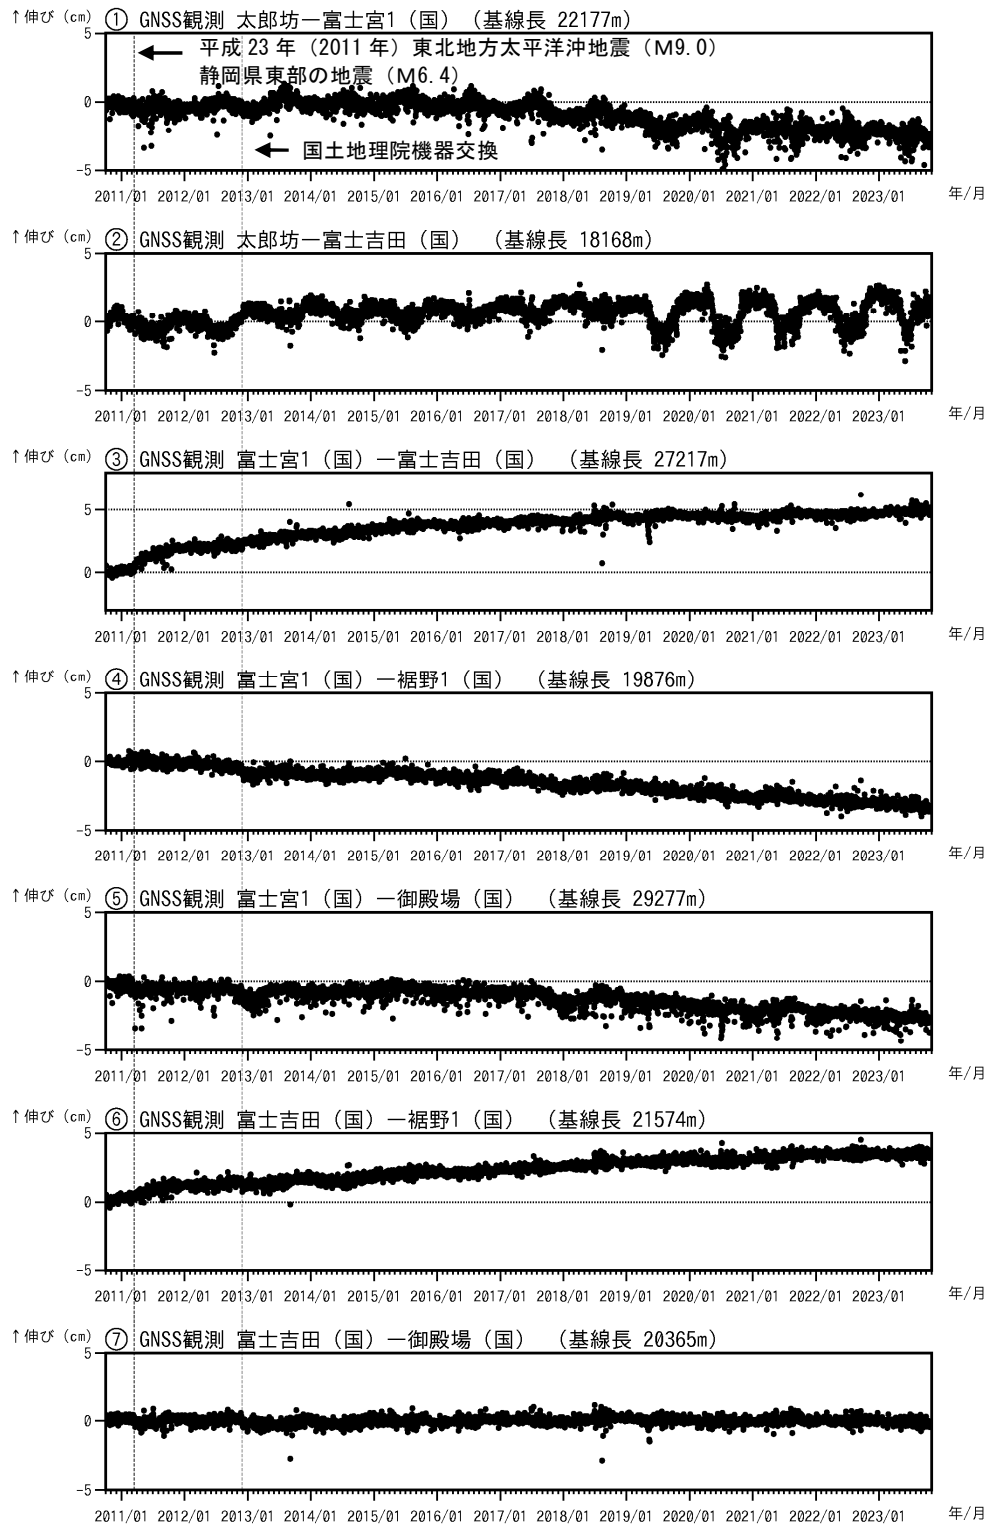 ↑伸び（cm） ① GNSS観測 太郎坊－富士宮1（国）（基線長 22177m）
5
平成 23 年（2011 年）東北地方太平洋沖地震（M9.0）
静岡県東部の地震（M6.4）
0
国土地理院機器交換
-5
2011/01 2012/01 2013/01 2014/01 2015/01 2016/01 2017/01 2018/01 2019/01 2020/01 2021/01 2022/01 2023/01 年/月
↑伸び（cm） ② GNSS観測 太郎坊－富士吉田（国）（基線長 18168m）
5
0
-5
2011/01 2012/01 2013/01 2014/01 2015/01 2016/01 2017/01 2018/01 2019/01 2020/01 2021/01 2022/01 2023/01 年/月
↑伸び（cm） ③ GNSS観測 富士宮1（国）－富士吉田（国）（基線長 27217m）
5
0
2011/01 2012/01 2013/01 2014/01 2015/01 2016/01 2017/01 2018/01 2019/01 2020/01 2021/01 2022/01 2023/01 年/月
↑伸び（cm） ④ GNSS観測 富士宮1（国）－裾野1（国）（基線長 19876m）
5
0
-5
2011/01 2012/01 2013/01 2014/01 2015/01 2016/01 2017/01 2018/01 2019/01 2020/01 2021/01 2022/01 2023/01 年/月
↑伸び（cm） ⑤ GNSS観測 富士宮1（国）－御殿場（国）（基線長 29277m）
5
0
-5
2011/01 2012/01 2013/01 2014/01 2015/01 2016/01 2017/01 2018/01 2019/01 2020/01 2021/01 2022/01 2023/01 年/月
↑伸び（cm） ⑥ GNSS観測 富士吉田（国）－裾野1（国）（基線長 21574m）
5
0
-5
2011/01 2012/01 2013/01 2014/01 2015/01 2016/01 2017/01 2018/01 2019/01 2020/01 2021/01 2022/01 2023/01 年/月
↑伸び（cm） ⑦ GNSS観測 富士吉田（国）－御殿場（国）（基線長 20365m）
5
0
-5
2011/01 2012/01 2013/01 2014/01 2015/01 2016/01 2017/01 2018/01 2019/01 2020/01 2021/01 2022/01 2023/01 年/月